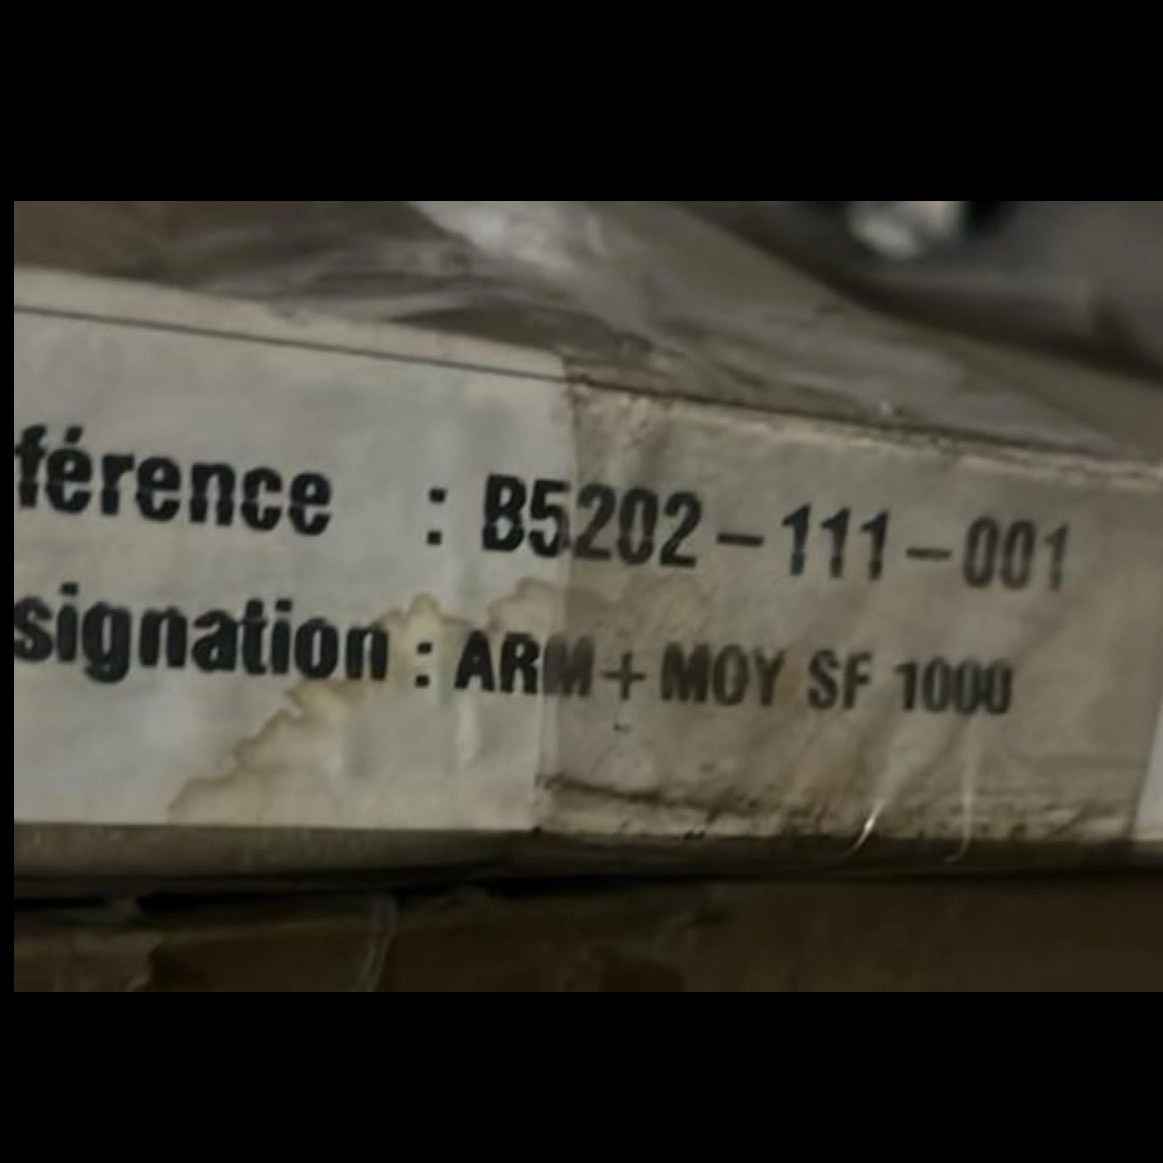 férence : B5202-111-001
signation : ARM+MOY SF 1000